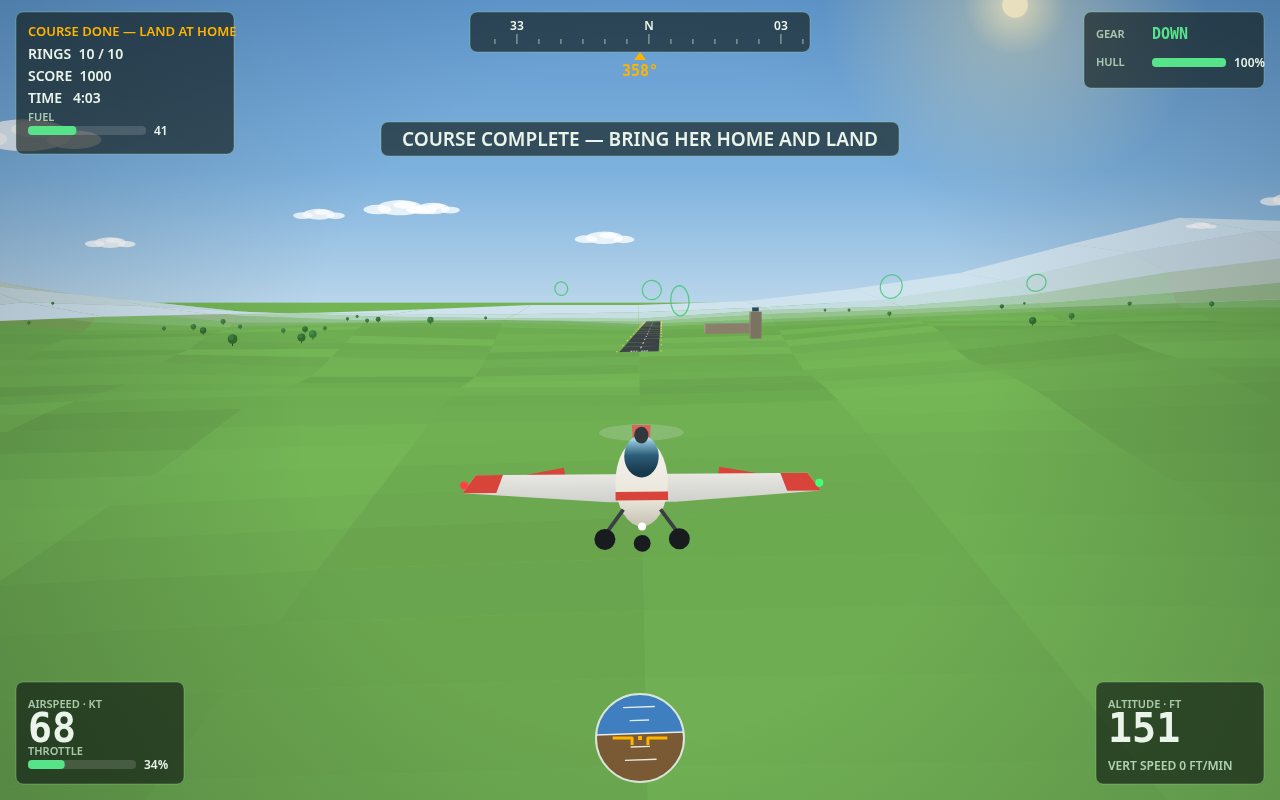 COURSE DONE — LAND AT HOME
RINGS 10 / 10
SCORE 1000
TIME 4:03
FUEL
41
33 N 03
358°
GEAR DOWN
HULL 100%
COURSE COMPLETE — BRING HER HOME AND LAND
AIRSPEED · KT
68
THROTTLE
34%
ALTITUDE · FT
151
VERT SPEED 0 FT/MIN